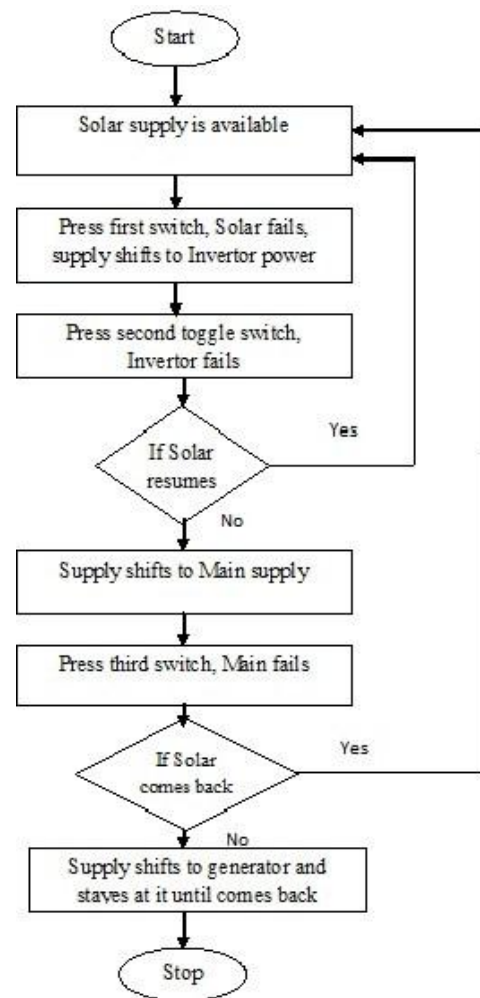 Start
Solar supply is available
Press first switch, Solar fails,
supply shifts to Invertor power
Press second toggle switch,
Invertor fails
If Solar
resumes
Yes
No
Supply shifts to Main supply
Press third switch, Main fails
If Solar
comes back
Yes
No
Supply shifts to generator and
staves at it until comes back
Stop